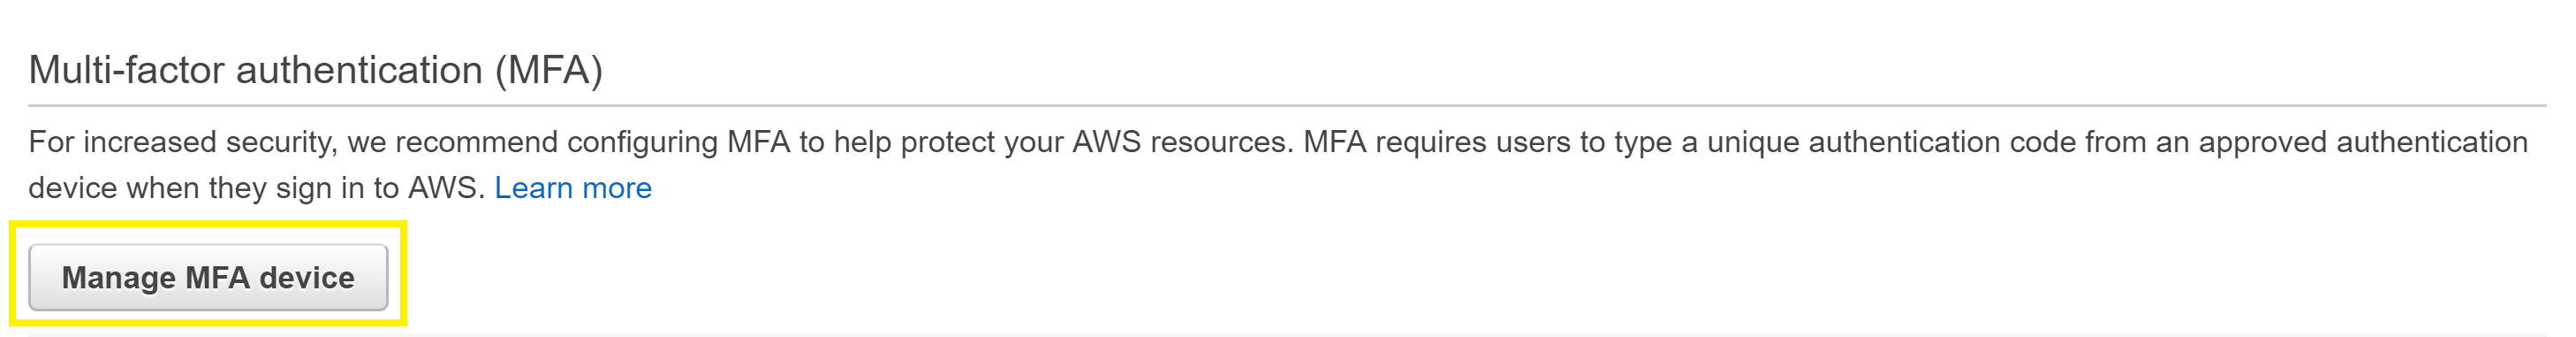 Multi-factor authentication (MFA)
For increased security, we recommend configuring MFA to help protect your AWS resources. MFA requires users to type a unique authentication code from an approved authentication
device when they sign in to AWS. Learn more
Manage MFA device